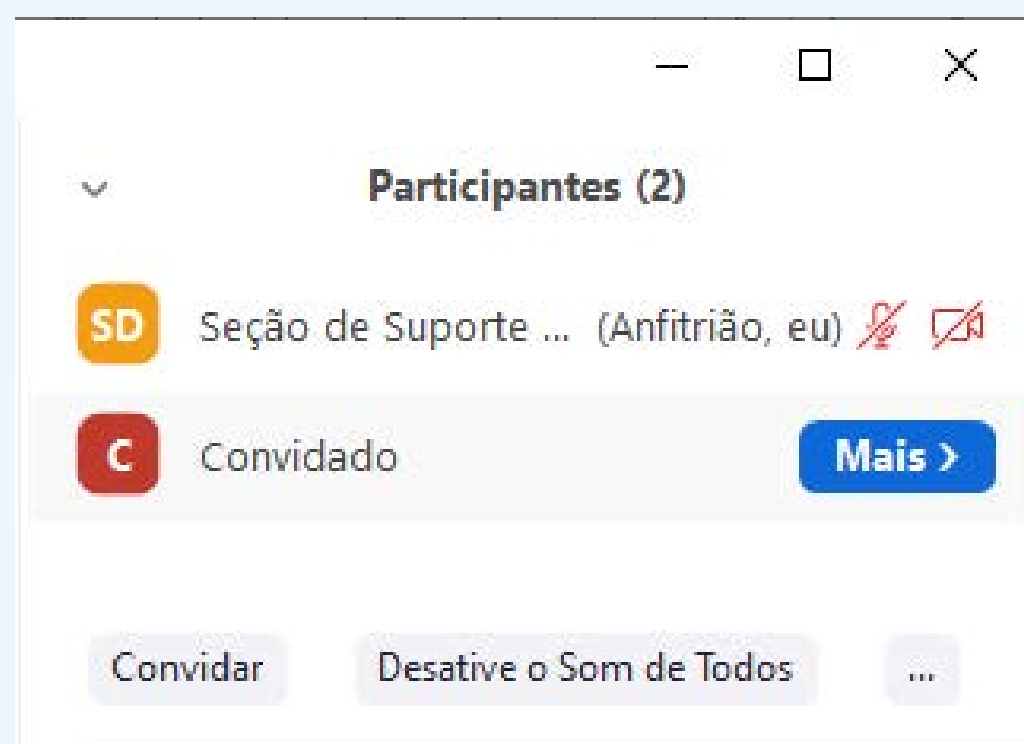 Participantes (2)
SD Seção de Suporte ... (Anfitrião, eu)
C Convidado Mais >
Convidar Desative o Som de Todos ...